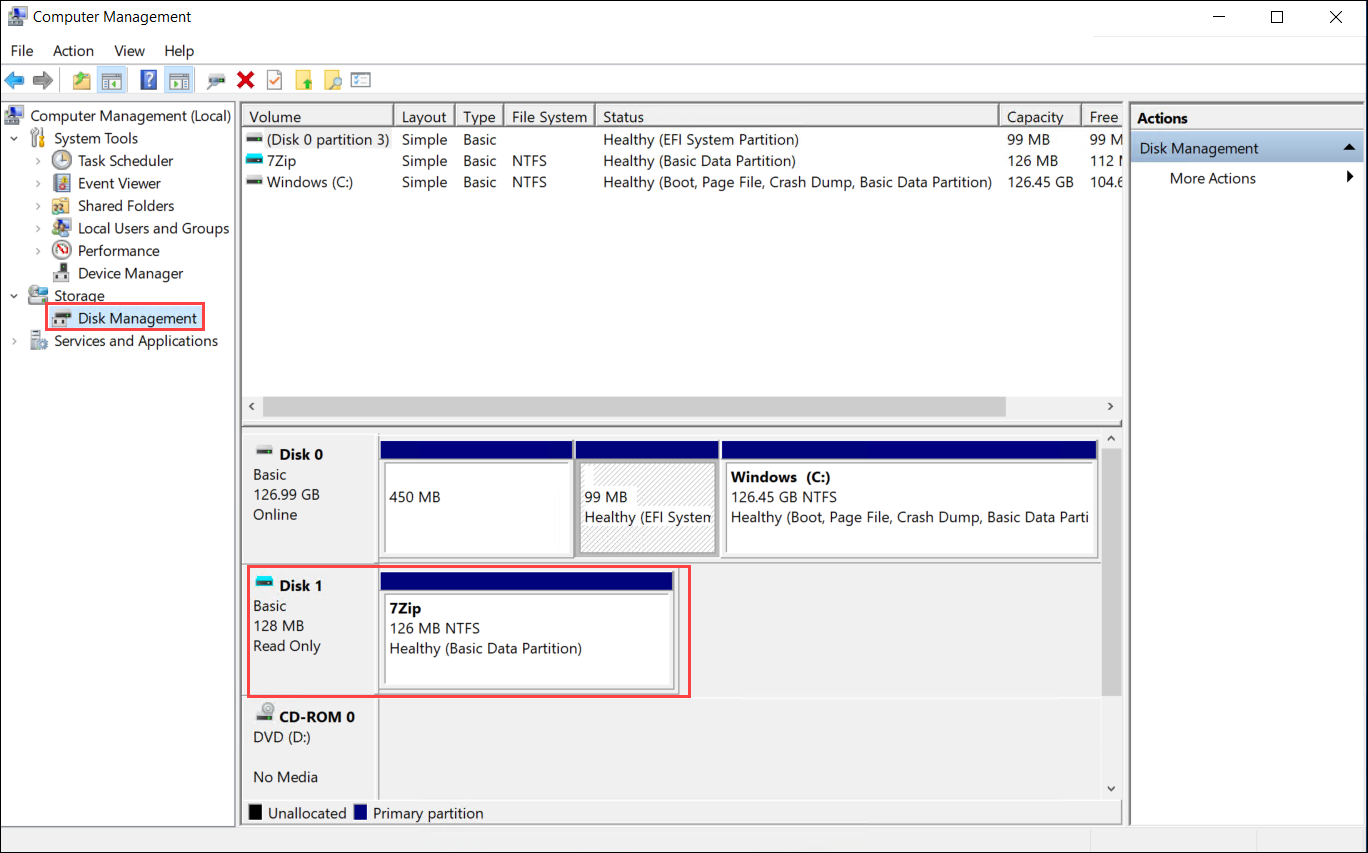 Computer Management
File Action View Help
Computer Management (Local)
System Tools
Task Scheduler
Event Viewer
Shared Folders
Local Users and Groups
Performance
Device Manager
Storage
Disk Management
Services and Applications
Volume Layout Type File System Status Capacity Free
(Disk 0 partition 3) Simple Basic Healthy (EFI System Partition) 99 MB 99 M
7Zip Simple Basic NTFS Healthy (Basic Data Partition) 126 MB 112
Windows (C:) Simple Basic NTFS Healthy (Boot, Page File, Crash Dump, Basic Data Partition) 126.45 GB 104.6
Disk 0
Basic
126.99 GB
Online
450 MB
99 MB
Healthy (EFI System
Windows (C:)
126.45 GB NTFS
Healthy (Boot, Page File, Crash Dump, Basic Data Parti
Disk 1
Basic
128 MB
Read Only
7Zip
126 MB NTFS
Healthy (Basic Data Partition)
CD-ROM 0
DVD (D:)
No Media
Unallocated Primary partition
Actions
Disk Management
More Actions